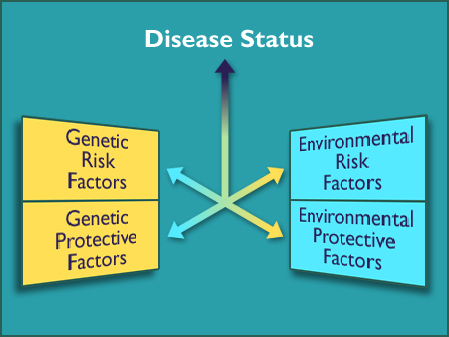 Disease Status
Genetic
Risk
Factors
Genetic
Protective
Factors
Environmental
Risk
Factors
Environmental
Protective
Factors